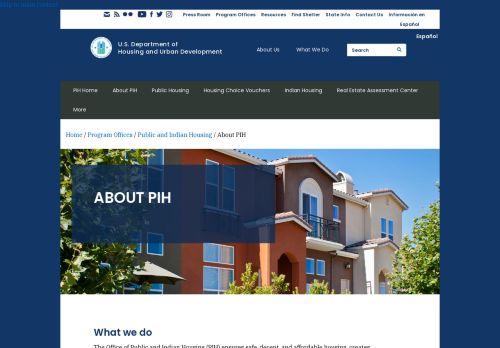 Skip to main content
Press Room Program Offices Resources Find Shelter State Info Contact Us Información en Español
Español
U.S. Department of
Housing and Urban Development
About Us What We Do Search
PIH Home About PIH Public Housing Housing Choice Vouchers Indian Housing Real Estate Assessment Center
More
Home / Program Offices / Public and Indian Housing / About PIH
ABOUT PIH
What we do
The Office of Public and Indian Housing (PIH) ensures safe, decent, and affordable housing, creates